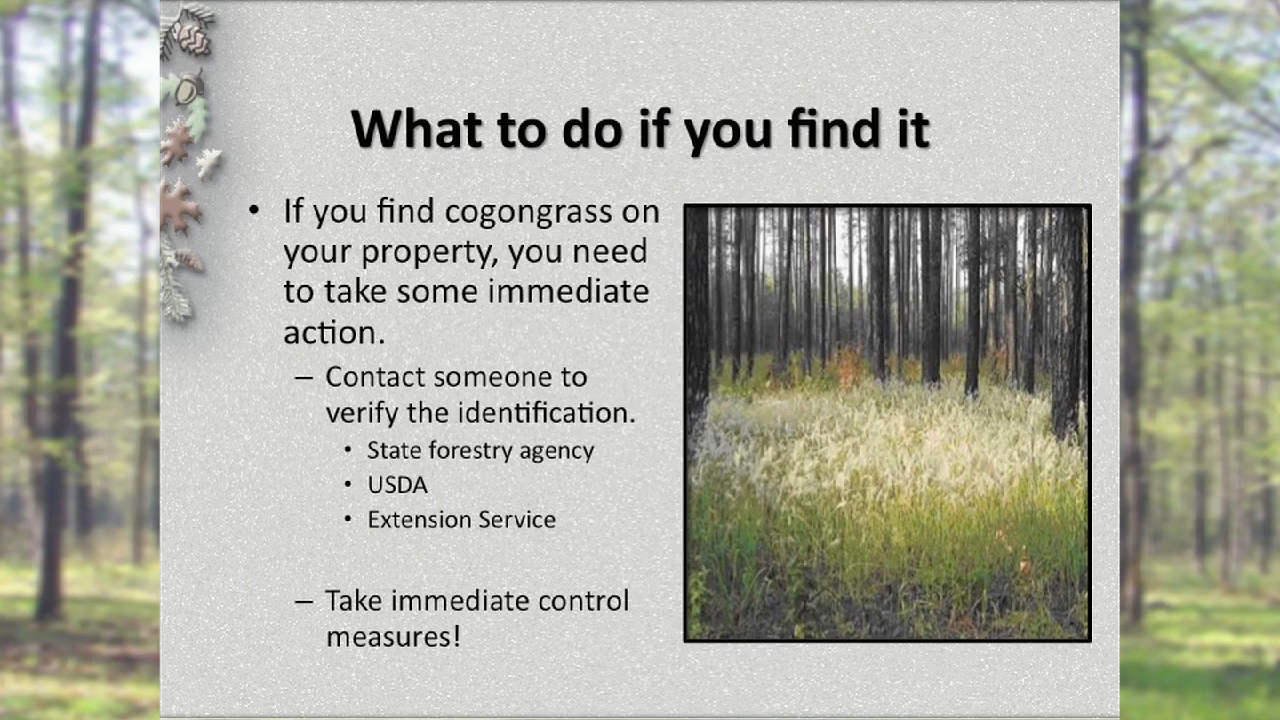 What to do if you find it
• If you find cogongrass on
your property, you need
to take some immediate
action.
– Contact someone to
verify the identification.
• State forestry agency
• USDA
• Extension Service
– Take immediate control
measures!